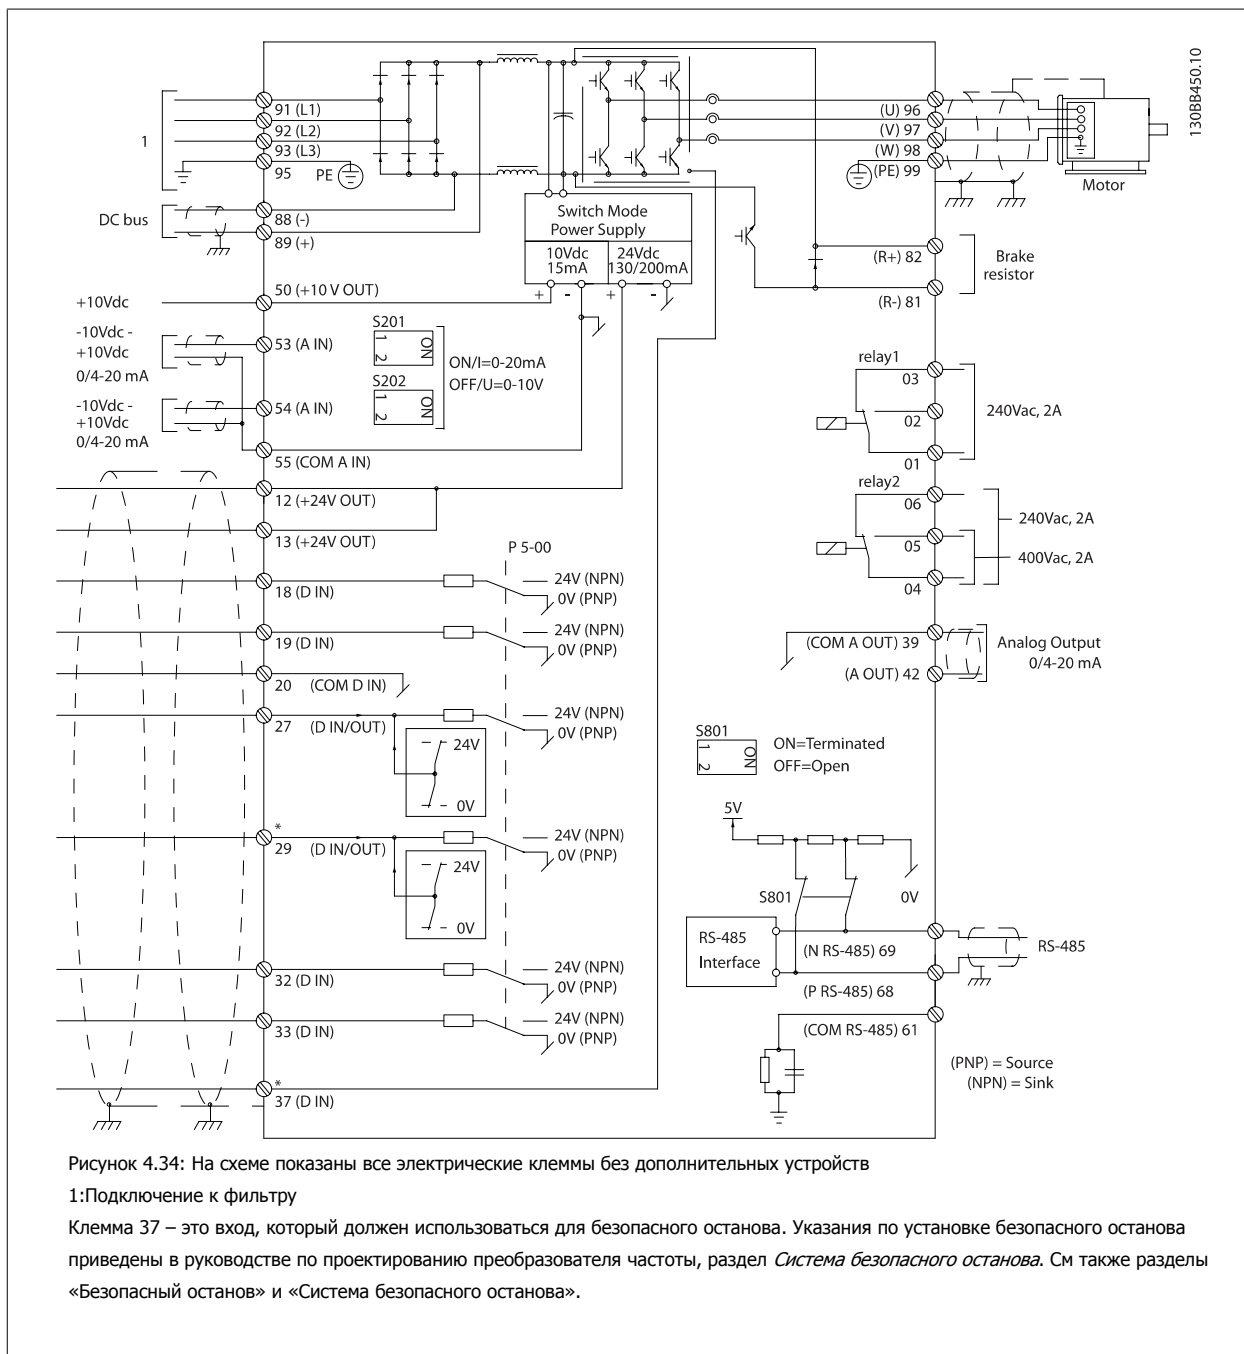 130BB450.10
1
91 (L1)
92 (L2)
93 (L3)
95
PE
DC bus
88 (-)
89 (+)
+10Vdc
50 (+10 V OUT)
-10Vdc -
+10Vdc
0/4-20 mA
53 (A IN)
-10Vdc -
+10Vdc
0/4-20 mA
54 (A IN)
55 (COM A IN)
12 (+24V OUT)
13 (+24V OUT)
18 (D IN)
19 (D IN)
20 (COM D IN)
27 (D IN/OUT)
*
29 (D IN/OUT)
32 (D IN)
33 (D IN)
*
37 (D IN)
S201
1
2
ON
S202
1
2
ON
ON/I=0-20mA
OFF/U=0-10V
Switch Mode
Power Supply
10Vdc
15mA
24Vdc
130/200mA
+ - + -
P 5-00
24V (NPN)
0V (PNP)
24V (NPN)
0V (PNP)
24V (NPN)
0V (PNP)
24V
0V
24V (NPN)
0V (PNP)
24V
0V
24V (NPN)
0V (PNP)
24V (NPN)
0V (PNP)
(U) 96
(V) 97
(W) 98
(PE) 99
Motor
(R+) 82
Brake
resistor
(R-) 81
relay1
03
02
01
240Vac, 2A
relay2
06
05
04
240Vac, 2A
400Vac, 2A
(COM A OUT) 39
(A OUT) 42
Analog Output
0/4-20 mA
S801
1
2
ON
ON=Terminated
OFF=Open
5V
S801
0V
RS-485
Interface
(N RS-485) 69
RS-485
(P RS-485) 68
(COM RS-485) 61
(PNP) = Source
(NPN) = Sink
Рисунок 4.34: На схеме показаны все электрические клеммы без дополнительных устройств
1:Подключение к фильтру
Клемма 37 – это вход, который должен использоваться для безопасного останова. Указания по установке безопасного останова
приведены в руководстве по проектированию преобразователя частоты, раздел Система безопасного останова. См также разделы
«Безопасный останов» и «Система безопасного останова».